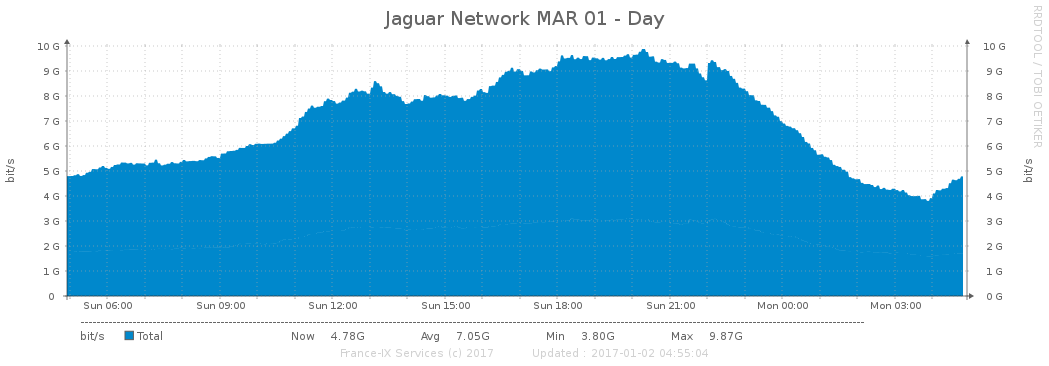 Jaguar Network MAR 01 - Day
RRDTOOL / TOBI OETIKER
10 G 10 G
9 G 9 G
8 G 8 G
7 G 7 G
6 G 6 G
5 G 5 G
4 G 4 G
3 G 3 G
2 G 2 G
1 G 1 G
0 0 G
bit/s
bit/s
Sun 06:00 Sun 09:00 Sun 12:00 Sun 15:00 Sun 18:00 Sun 21:00 Mon 00:00 Mon 03:00
bit/s Total Now 4.78G Avg 7.05G Min 3.80G Max 9.87G
France-IX Services (c) 2017 Updated : 2017-01-02 04:55:04